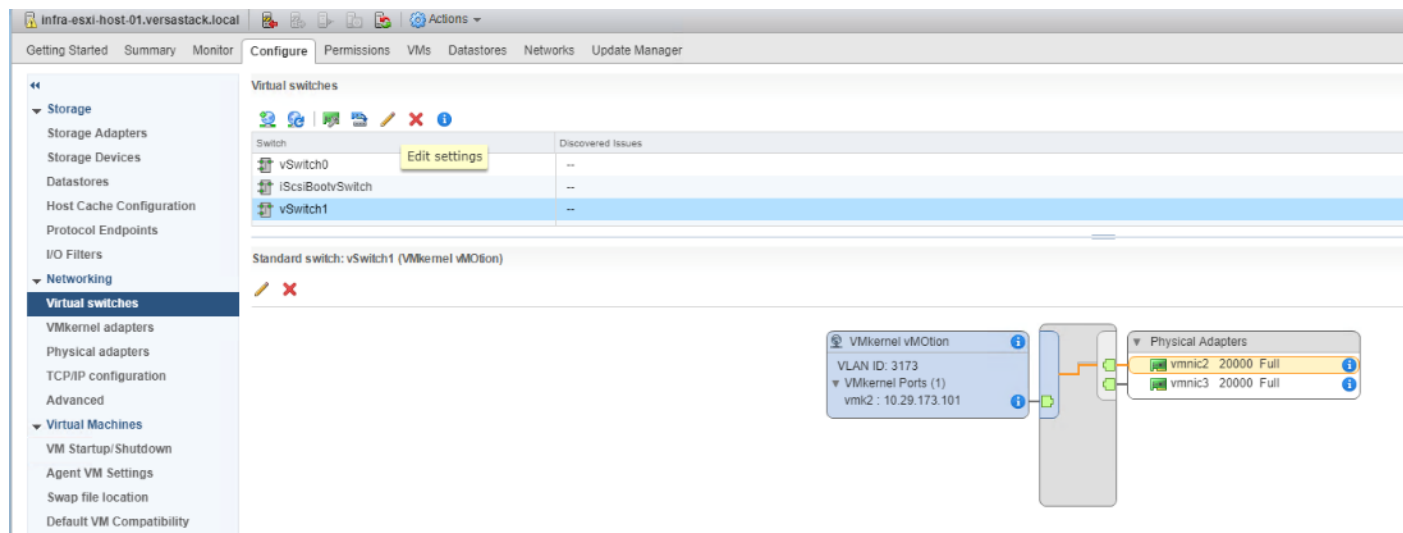 infra-esxi-host-01.versastack.local Actions
Getting Started Summary Monitor Configure Permissions VMs Datastores Networks Update Manager
Storage
Storage Adapters
Storage Devices
Datastores
Host Cache Configuration
Protocol Endpoints
I/O Filters
Networking
Virtual switches
VMkernel adapters
Physical adapters
TCP/IP configuration
Advanced
Virtual Machines
VM Startup/Shutdown
Agent VM Settings
Swap file location
Default VM Compatibility
Virtual switches
Switch Discovered Issues
Edit settings
vSwitch0 --
iScsiBootvSwitch --
vSwitch1 --
Standard switch: vSwitch1 (VMkernel vMOtion)
VMkernel vMOtion
VLAN ID: 3173
VMkernel Ports (1)
vmk2 : 10.29.173.101
Physical Adapters
vmnic2 20000 Full
vmnic3 20000 Full